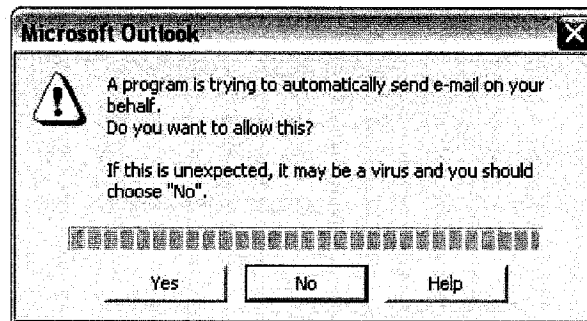 Microsoft Outlook
A program is trying to automatically send e-mail on your
behalf.
Do you want to allow this?
If this is unexpected, it may be a virus and you should
choose "No".
Yes
No
Help